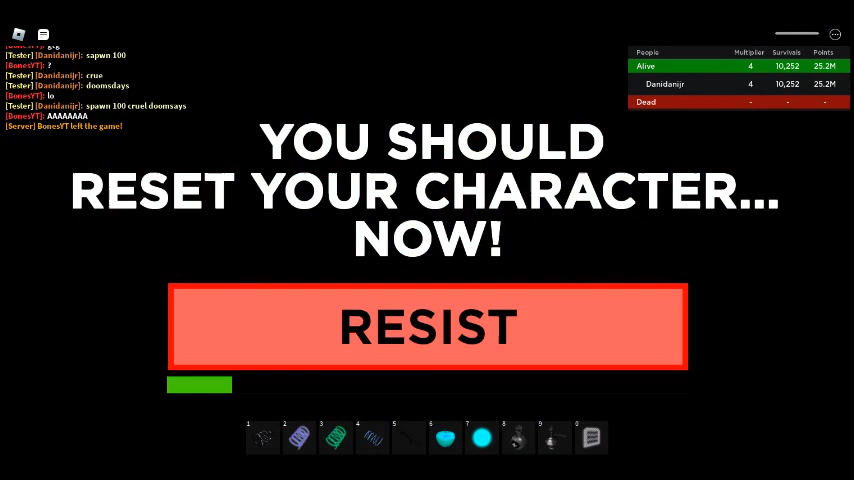 [BonesYT]: gcg
[Tester] [Danidanijr]: sapwn 100
[BonesYT]: ?
[Tester] [Danidanijr]: crue
[Tester] [Danidanijr]: doomsdays
[BonesYT]: lo
[Tester] [Danidanijr]: spawn 100 cruel doomsays
[BonesYT]: AAAAAAAA
[Server] BonesYT left the game!
People Multiplier Survivals Points
Alive 4 10,252 25.2M
Danidanijr 4 10,252 25.2M
Dead - - -
YOU SHOULD
RESET YOUR CHARACTER...
NOW!
RESIST
1 2 3 4 5 6 7 8 9 0